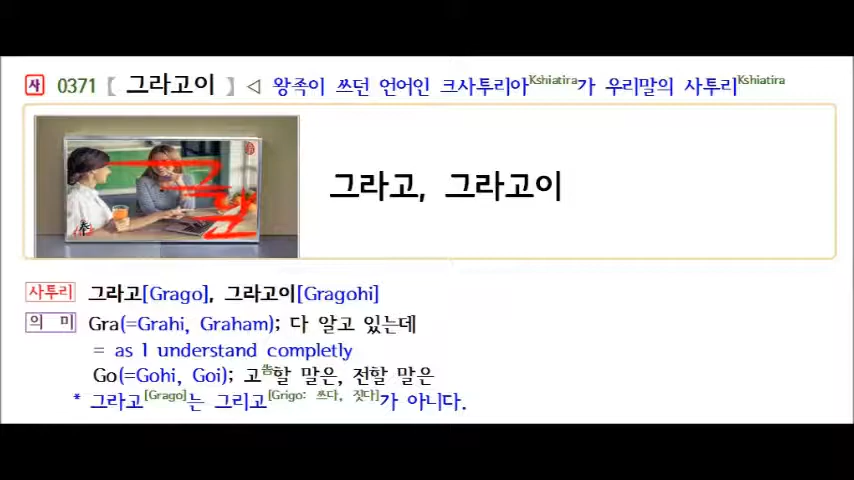 사 0371 [ 그라고이 ] ◁ 왕족이 쓰던 언어인 크사투리아Kshiatira가 우리말의 사투리Kshiatira
그라고, 그라고이
사투리 그라고[Grago], 그라고이[Gragohi]
의 미 Gra(=Grahi, Graham); 다 알고 있는데
= as I understand completly
Go(=Gohi, Goi); 고告할 말은, 전할 말은
* 그라고[Grago]는 그리고[Grigo: 쓰다, 짓다]가 아니다.